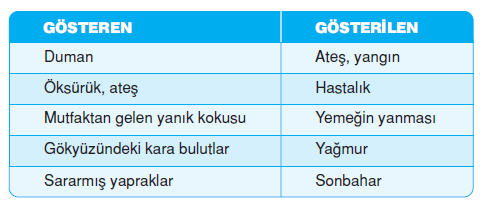 GÖSTEREN GÖSTERİLEN
Duman Ateş, yangın
Öksürük, ateş Hastalık
Mutfaktan gelen yanık kokusu Yemeğin yanması
Gökyüzündeki kara bulutlar Yağmur
Sararmış yapraklar Sonbahar